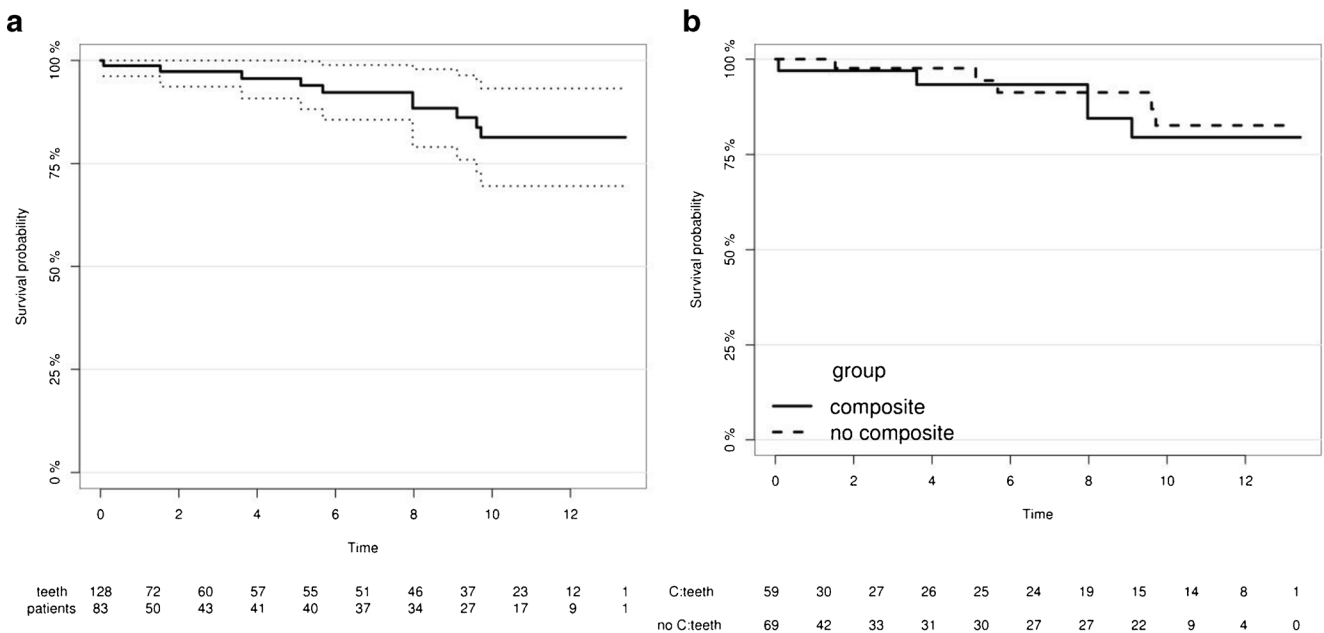 a
100 %
75 %
50 %
25 %
0 %
Survival probability
0 2 4 6 8 10 12
Time
teeth 128 72 60 57 55 51 46 37 23 12 1
patients 83 50 43 41 40 37 34 27 17 9 1
b
100 %
75 %
50 %
25 %
0 %
Survival probability
group
composite
no composite
0 2 4 6 8 10 12
Time
C:teeth 59 30 27 26 25 24 19 15 14 8 1
no C:teeth 69 42 33 31 30 27 27 22 9 4 0